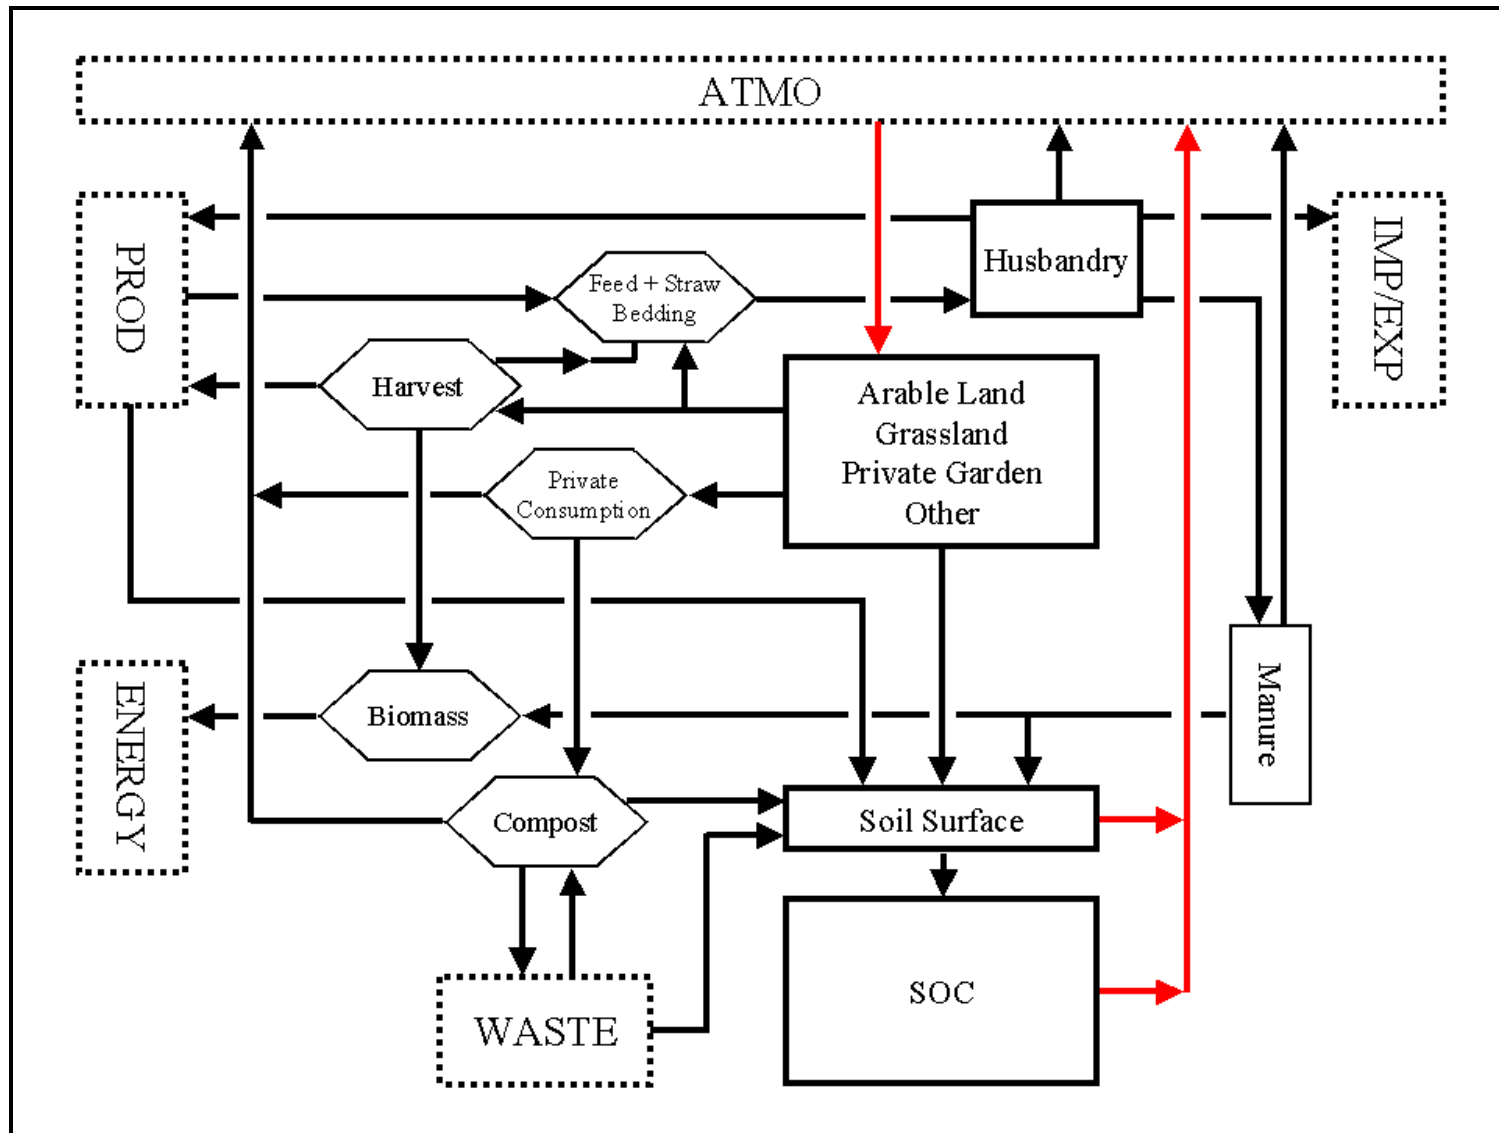 ATMO
PROD
IMP/EXP
Husbandry
Feed + Straw
Bedding
Harvest
Arable Land
Grassland
Private Garden
Other
Private
Consumption
ENERGY
Biomass
Manure
Compost
Soil Surface
SOC
WASTE